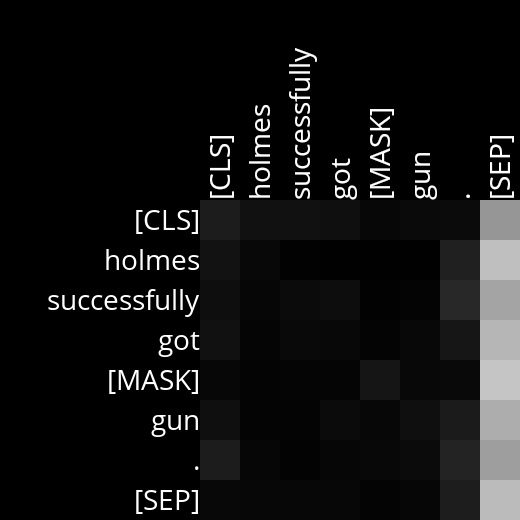 [CLS]
holmes
successfully
got
[MASK]
gun
.
[SEP]
[CLS]
holmes
successfully
got
[MASK]
gun
.
[SEP]